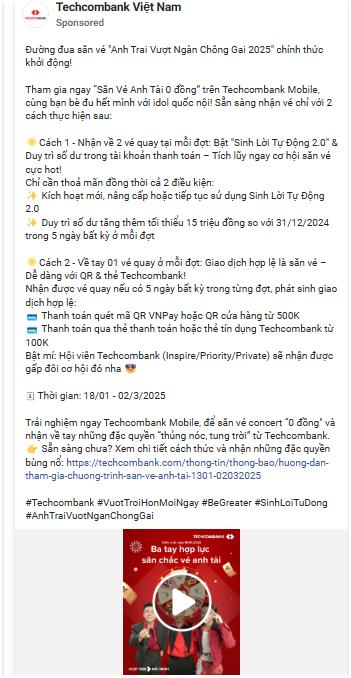 Techcombank Việt Nam
Sponsored
Đường đua săn vé "Anh Trai Vượt Ngàn Chông Gai 2025" chính thức
khởi động!
Tham gia ngay “Săn Vé Anh Tài 0 đồng” trên Techcombank Mobile,
cùng bạn bè đu hết mình với idol quốc nội! Sẵn sàng nhận vé chỉ với 2
cách thực hiện sau:
🌟Cách 1 - Nhận về 2 vé quay tại mỗi đợt: Bật "Sinh Lời Tự Động 2.0" &
Duy trì số dư trong tài khoản thanh toán – Tích lũy ngay cơ hội săn vé
cực hot!
Chỉ cần thoả mãn đồng thời cả 2 điều kiện:
✨ Kích hoạt mới, nâng cấp hoặc tiếp tục sử dụng Sinh Lời Tự Động
2.0
✨ Duy trì số dư tăng thêm tối thiểu 15 triệu đồng so với 31/12/2024
trong 5 ngày bất kỳ ở mỗi đợt
🌟Cách 2 - Về tay 01 vé quay ở mỗi đợt: Giao dịch hợp lệ là săn vé –
Dễ dàng với QR & thẻ Techcombank!
Nhận được vé quay nếu có 5 ngày bất kỳ trong từng đợt, phát sinh giao
dịch hợp lệ:
💳 Thanh toán quét mã QR VNPay hoặc QR cửa hàng từ 500K
💳 Thanh toán qua thẻ thanh toán hoặc thẻ tín dụng Techcombank từ
100K
Bật mí: Hội viên Techcombank (Inspire/Priority/Private) sẽ nhận được
gấp đôi cơ hội đó nha 😎
🗓 Thời gian: 18/01 - 02/3/2025
Trải nghiệm ngay Techcombank Mobile, để săn vé concert “0 đồng" và
nhận về tay những đặc quyền “thủng nóc, tung trời” từ Techcombank.
👉 Sẵn sàng chưa? Xem chi tiết cách thức và nhận những đặc quyền
bùng nổ: https://techcombank.com/thong-tin/thong-bao/huong-dan-
tham-gia-chuong-trinh-san-ve-anh-tai-1301-02032025
#Techcombank #VuotTroiHonMoiNgay #BeGreater #SinhLoiTuDong
#AnhTraiVuotNganChongGai
TECHCOMBANK
Ba tay hợp lực
săn chắc vé anh tài
VƯỢT TRỘI MỖI NGÀY